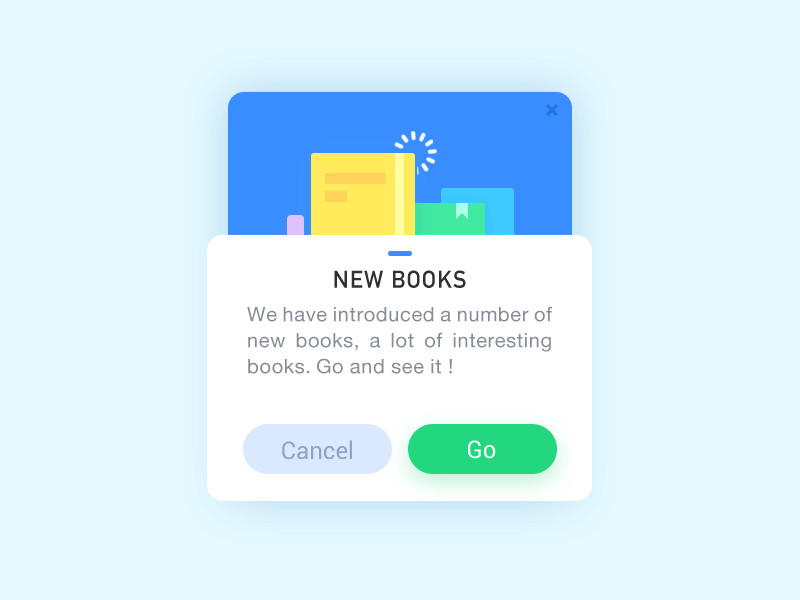 NEW BOOKS
We have introduced a number of
new books, a lot of interesting
books. Go and see it !
Cancel
Go